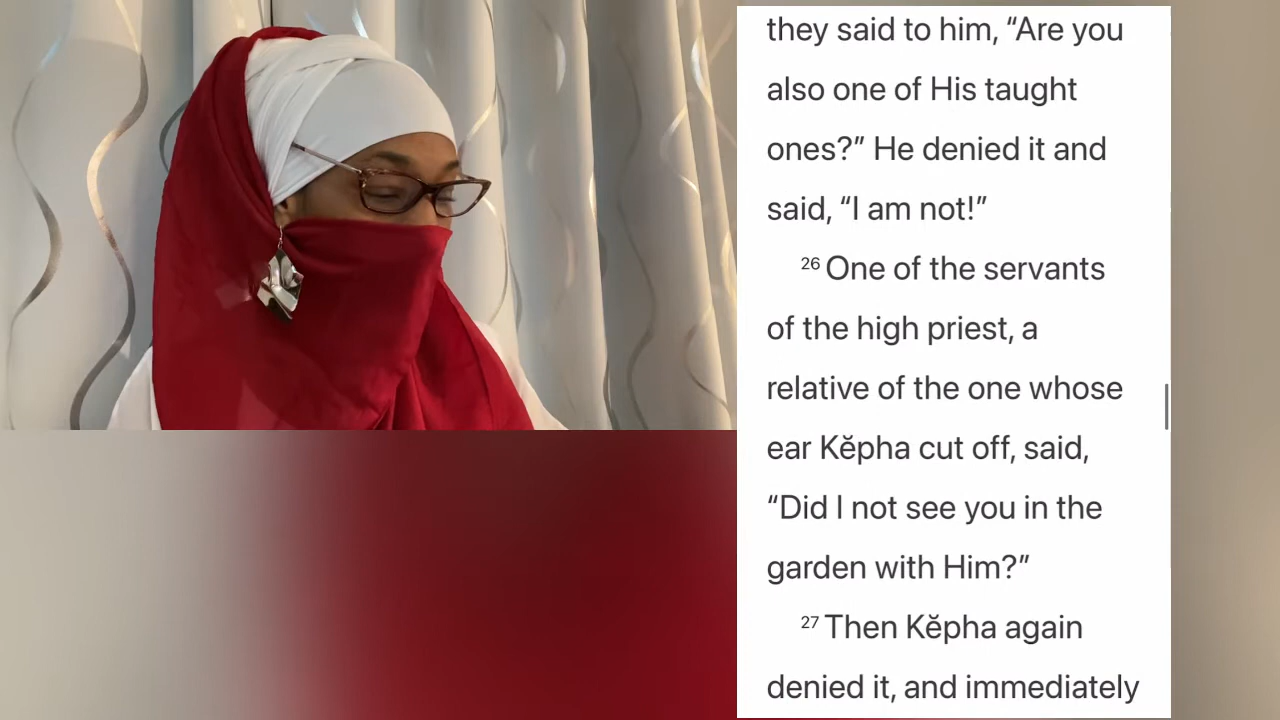 they said to him, “Are you
also one of His taught
ones?” He denied it and
said, “I am not!”
26 One of the servants
of the high priest, a
relative of the one whose
ear Kĕpha cut off, said,
“Did I not see you in the
garden with Him?”
27 Then Kĕpha again
denied it, and immediately